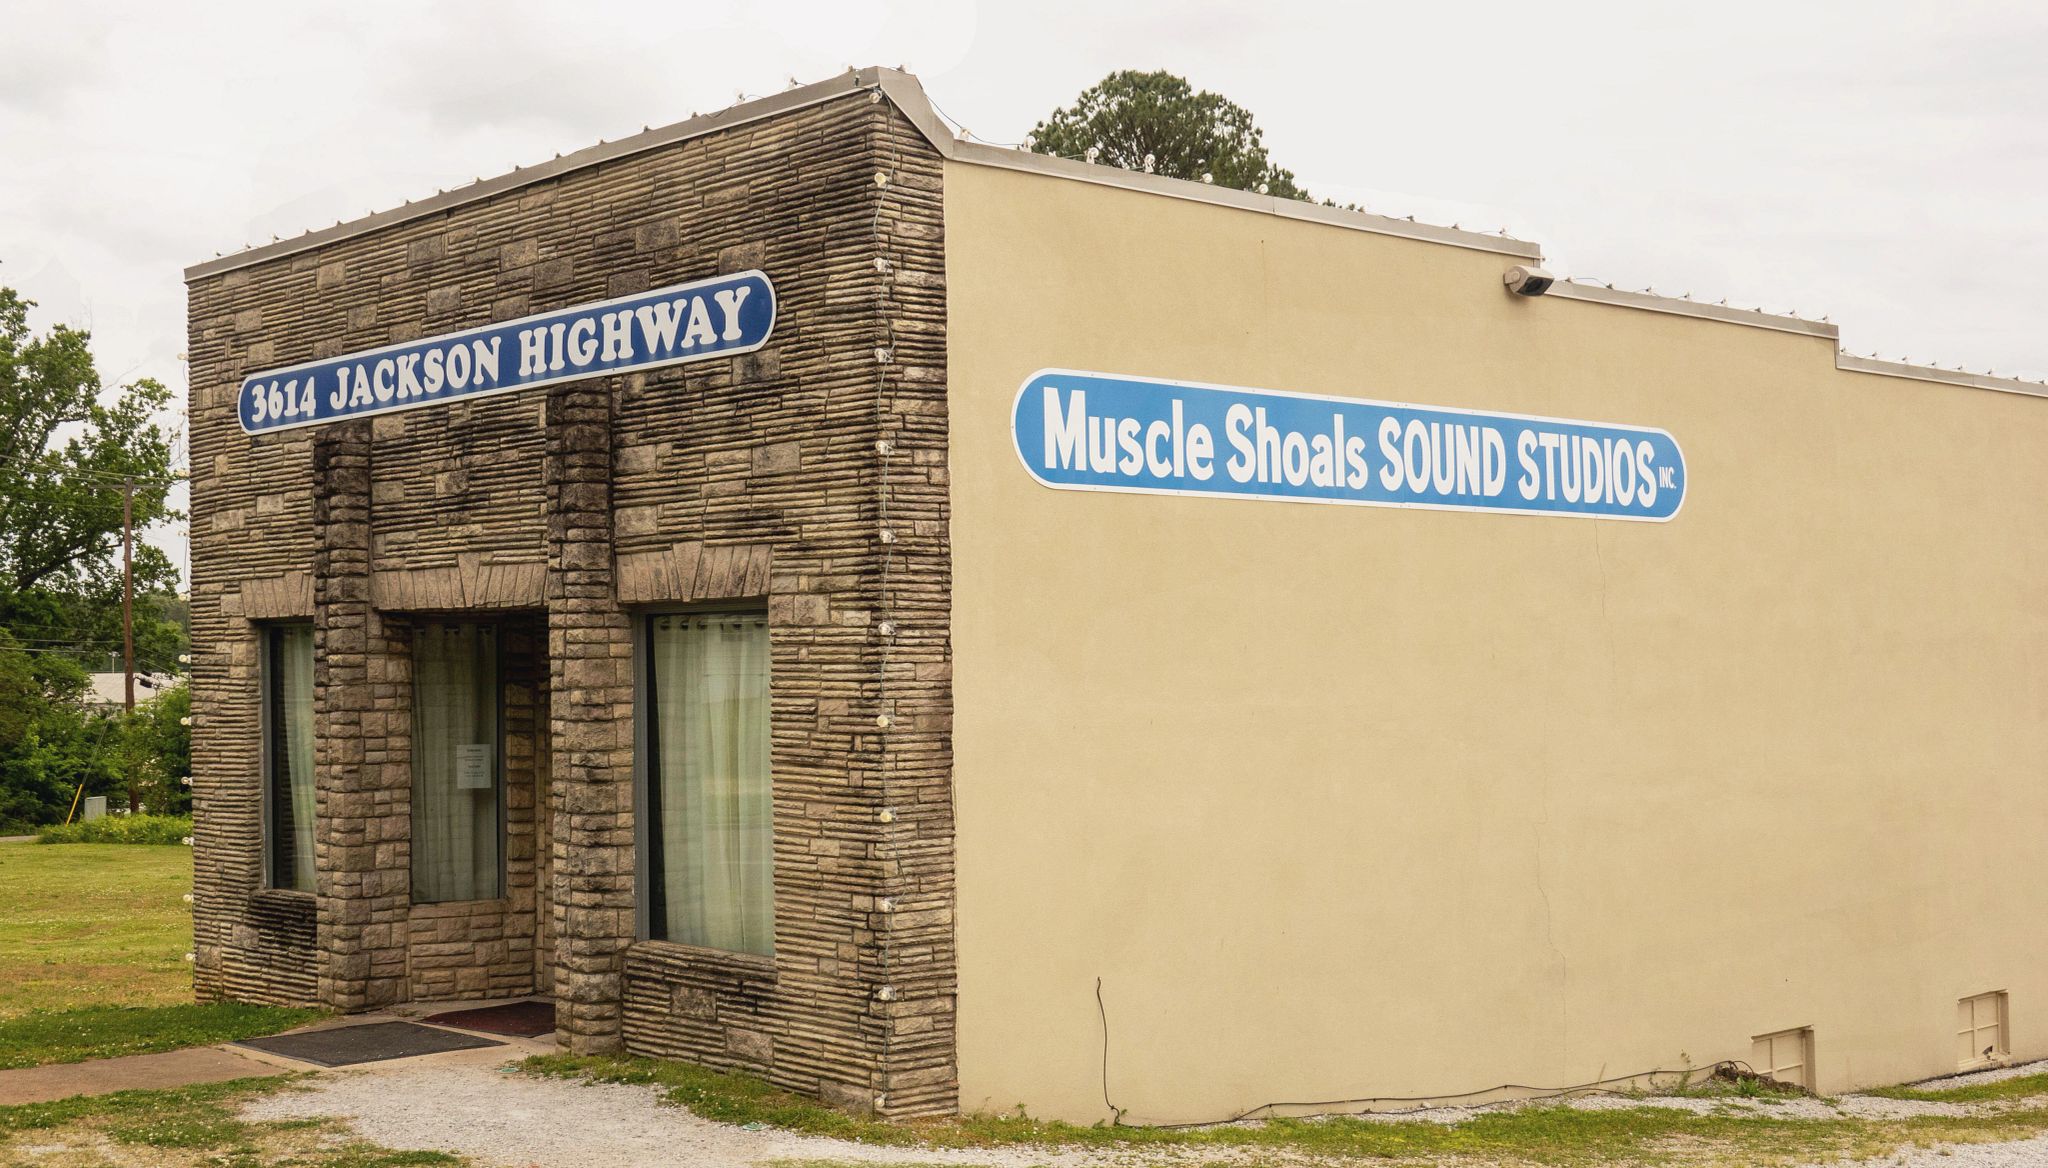 3614 JACKSON HIGHWAY
Muscle Shoals SOUND STUDIOS INC.